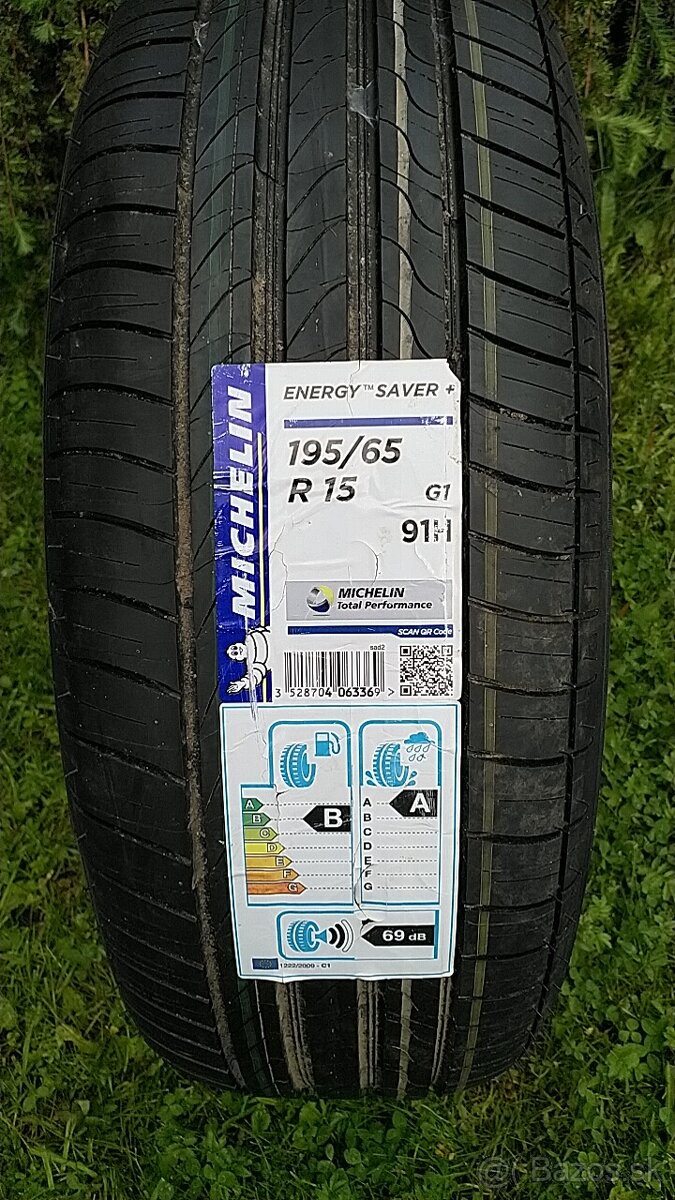 MICHELIN
ENERGY™ SAVER +
195/65
R 15
G1
91H
MICHELIN
Total Performance
SCAN QR Code
sad2
3 528704 063369 >
A
B
C
D
E
F
G
B
A
B
C
D
E
F
G
A
69 dB
1222/2009 - C1
Bazos.sk